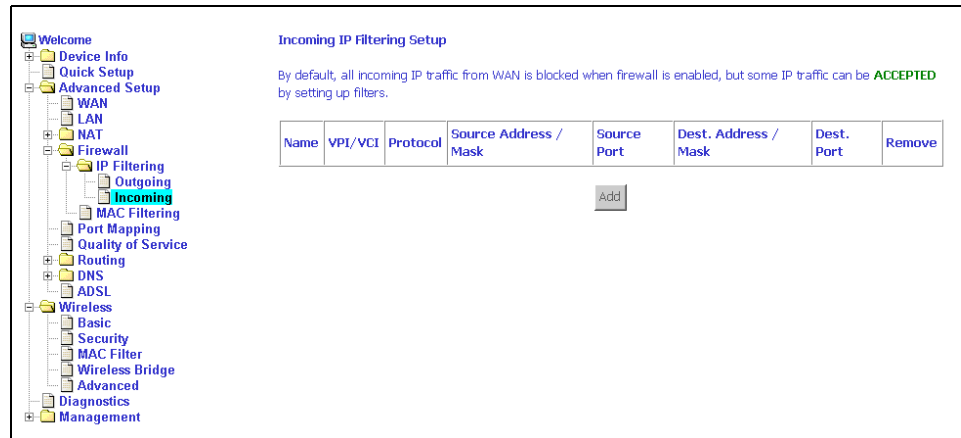 Welcome
Device Info
Quick Setup
Advanced Setup
WAN
LAN
NAT
Firewall
IP Filtering
Outgoing
Incoming
MAC Filtering
Port Mapping
Quality of Service
Routing
DNS
ADSL
Wireless
Basic
Security
MAC Filter
Wireless Bridge
Advanced
Diagnostics
Management
Incoming IP Filtering Setup
By default, all incoming IP traffic from WAN is blocked when firewall is enabled, but some IP traffic can be ACCEPTED
by setting up filters.
Name VPI/VCI Protocol Source Address / Mask Source Port Dest. Address / Mask Dest. Port Remove
Add